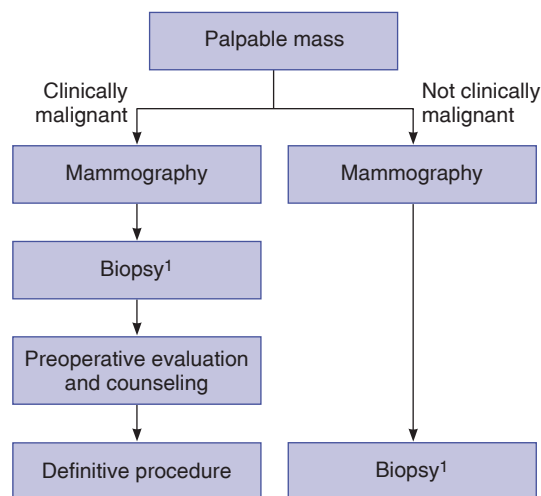 Palpable mass
Clinically
malignant
Not clinically
malignant
Mammography
Mammography
Biopsy¹
Preoperative evaluation
and counseling
Definitive procedure
Biopsy¹